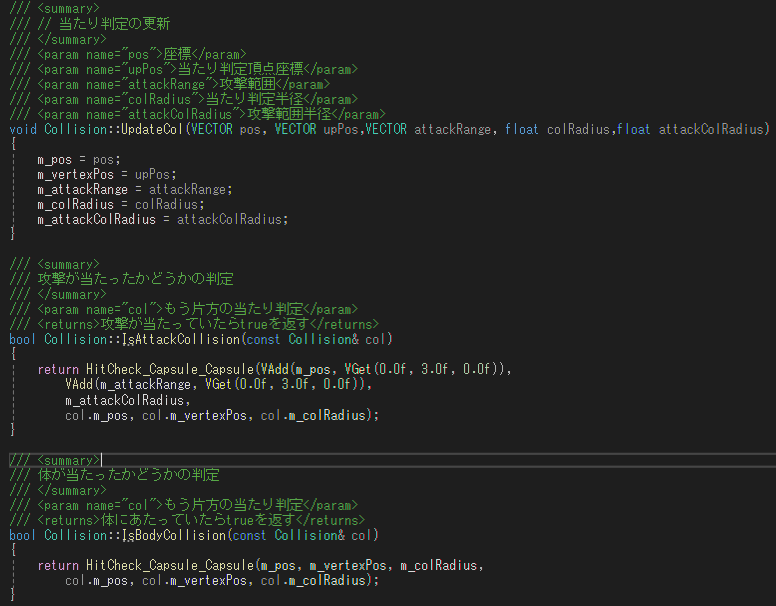 /// <summary>
/// // 当たり判定の更新
/// </summary>
/// <param name="pos">座標</param>
/// <param name="upPos">当たり判定頂点座標</param>
/// <param name="attackRange">攻撃範囲</param>
/// <param name="colRadius">当たり判定半径</param>
/// <param name="attackColRadius">攻撃範囲半径</param>
void Collision::UpdateCol(VECTOR pos, VECTOR upPos,VECTOR attackRange, float colRadius,float attackColRadius)
{
    m_pos = pos;
    m_vertexPos = upPos;
    m_attackRange = attackRange;
    m_colRadius = colRadius;
    m_attackColRadius = attackColRadius;
}

/// <summary>
/// 攻撃が当たったかどうかの判定
/// </summary>
/// <param name="col">もう片方の当たり判定</param>
/// <returns>攻撃が当たっていたらtrueを返す</returns>
bool Collision::IsAttackCollision(const Collision& col)
{
    return HitCheck_Capsule_Capsule(VAdd(m_pos, VGet(0.0f, 3.0f, 0.0f)),
        VAdd(m_attackRange, VGet(0.0f, 3.0f, 0.0f)),
        m_attackColRadius,
        col.m_pos, col.m_vertexPos, col.m_colRadius);
}

/// <summary>
/// 体が当たったかどうかの判定
/// </summary>
/// <param name="col">もう片方の当たり判定</param>
/// <returns>体にあたっていたらtrueを返す</returns>
bool Collision::IsBodyCollision(const Collision& col)
{
    return HitCheck_Capsule_Capsule(m_pos, m_vertexPos, m_colRadius,
        col.m_pos, col.m_vertexPos, col.m_colRadius);
}